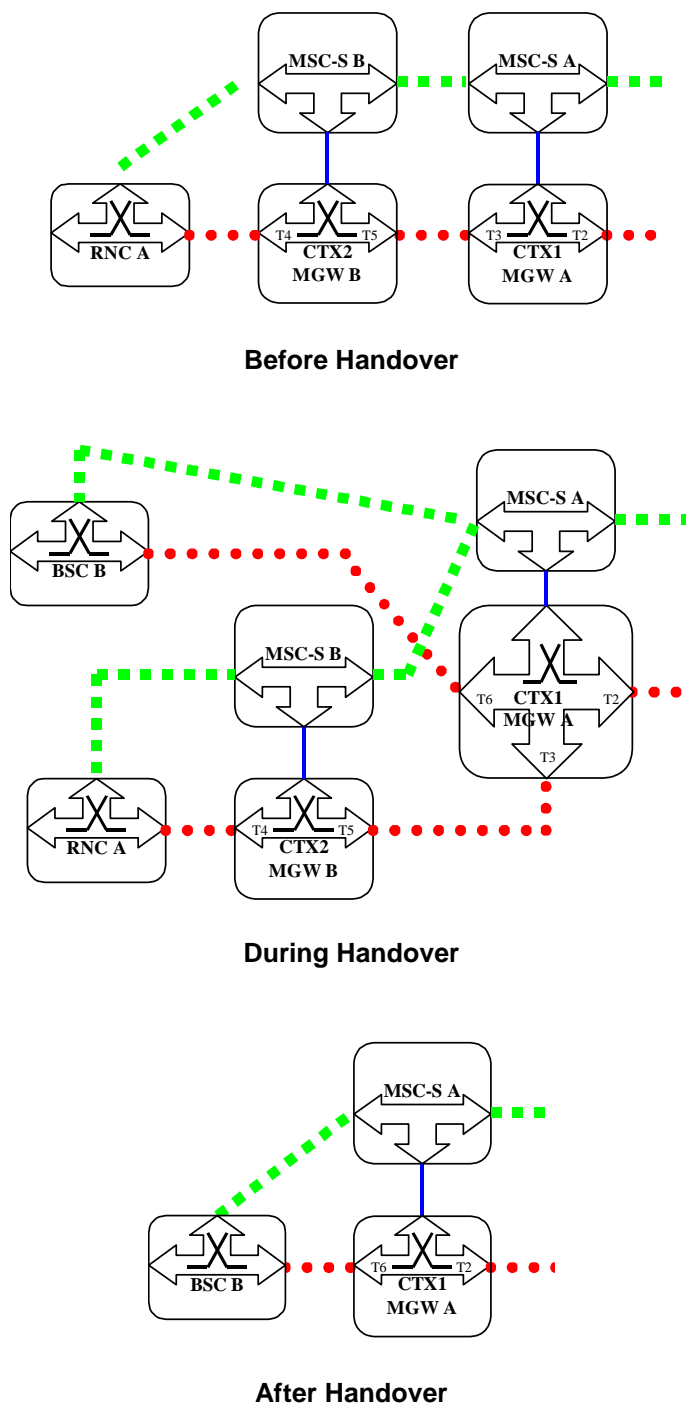 MSC-S B
MSC-S A
RNC A
T4
T5
CTX2
MGW B
T3
T2
CTX1
MGW A
Before Handover
MSC-S A
BSC B
MSC-S B
T6
CTX1
T2
MGW A
T3
RNC A
T4
T5
CTX2
MGW B
During Handover
MSC-S A
BSC B
T6
T2
CTX1
MGW A
After Handover